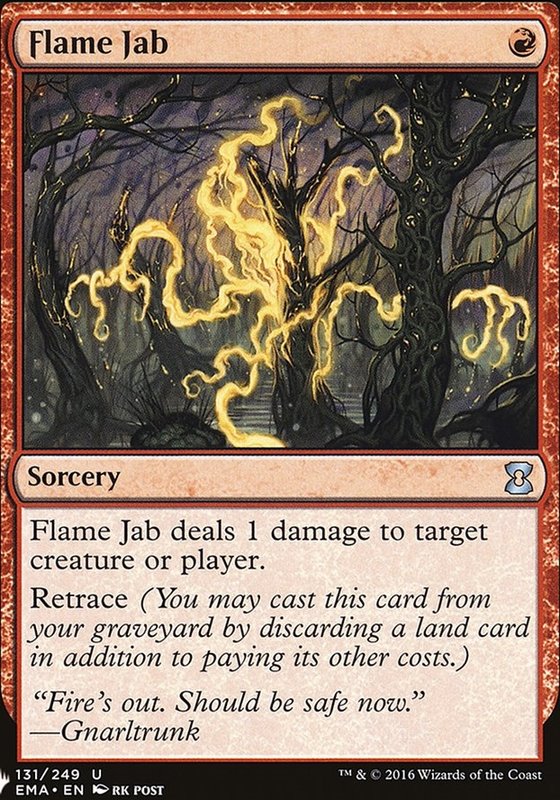 Flame Jab
Sorcery
Flame Jab deals 1 damage to target
creature or player.
Retrace (You may cast this card from
your graveyard by discarding a land card
in addition to paying its other costs.)
“Fire’s out. Should be safe now.”
—Gnarltrunk
131/249 U
EMA • EN RK POST
™ & © 2016 Wizards of the Coast